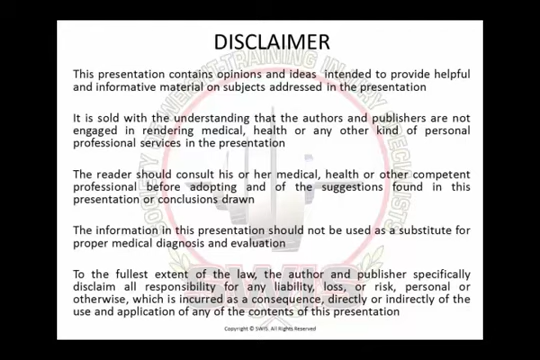 DISCLAIMER
This presentation contains opinions and ideas intended to provide helpful
and informative material on subjects addressed in the presentation
It is sold with the understanding that the authors and publishers are not
engaged in rendering medical, health or any other kind of personal
professional services in the presentation
The reader should consult his or her medical, health or other competent
professional before adopting and of the suggestions found in this
presentation or conclusions drawn
The information in this presentation should not be used as a substitute for
proper medical diagnosis and evaluation
To the fullest extent of the law, the author and publisher specifically
disclaim all responsibility for any liability, loss, or risk, personal or
otherwise, which is incurred as a consequence, directly or indirectly of the
use and application of any of the contents of this presentation
SWIS
Copyright © SWIS. All Rights Reserved